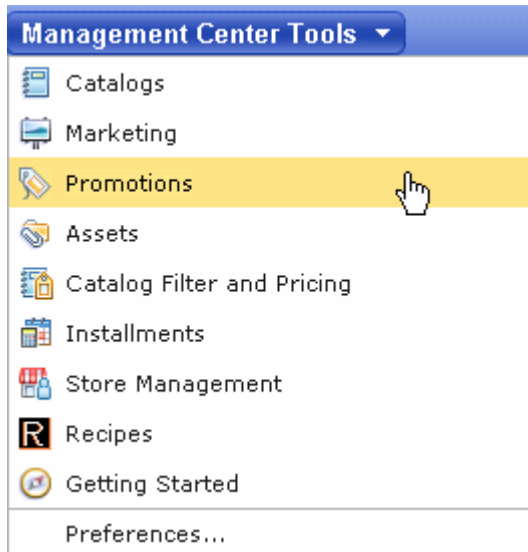 Management Center Tools
Catalogs
Marketing
Promotions
Assets
Catalog Filter and Pricing
Installments
Store Management
R Recipes
Getting Started
Preferences...